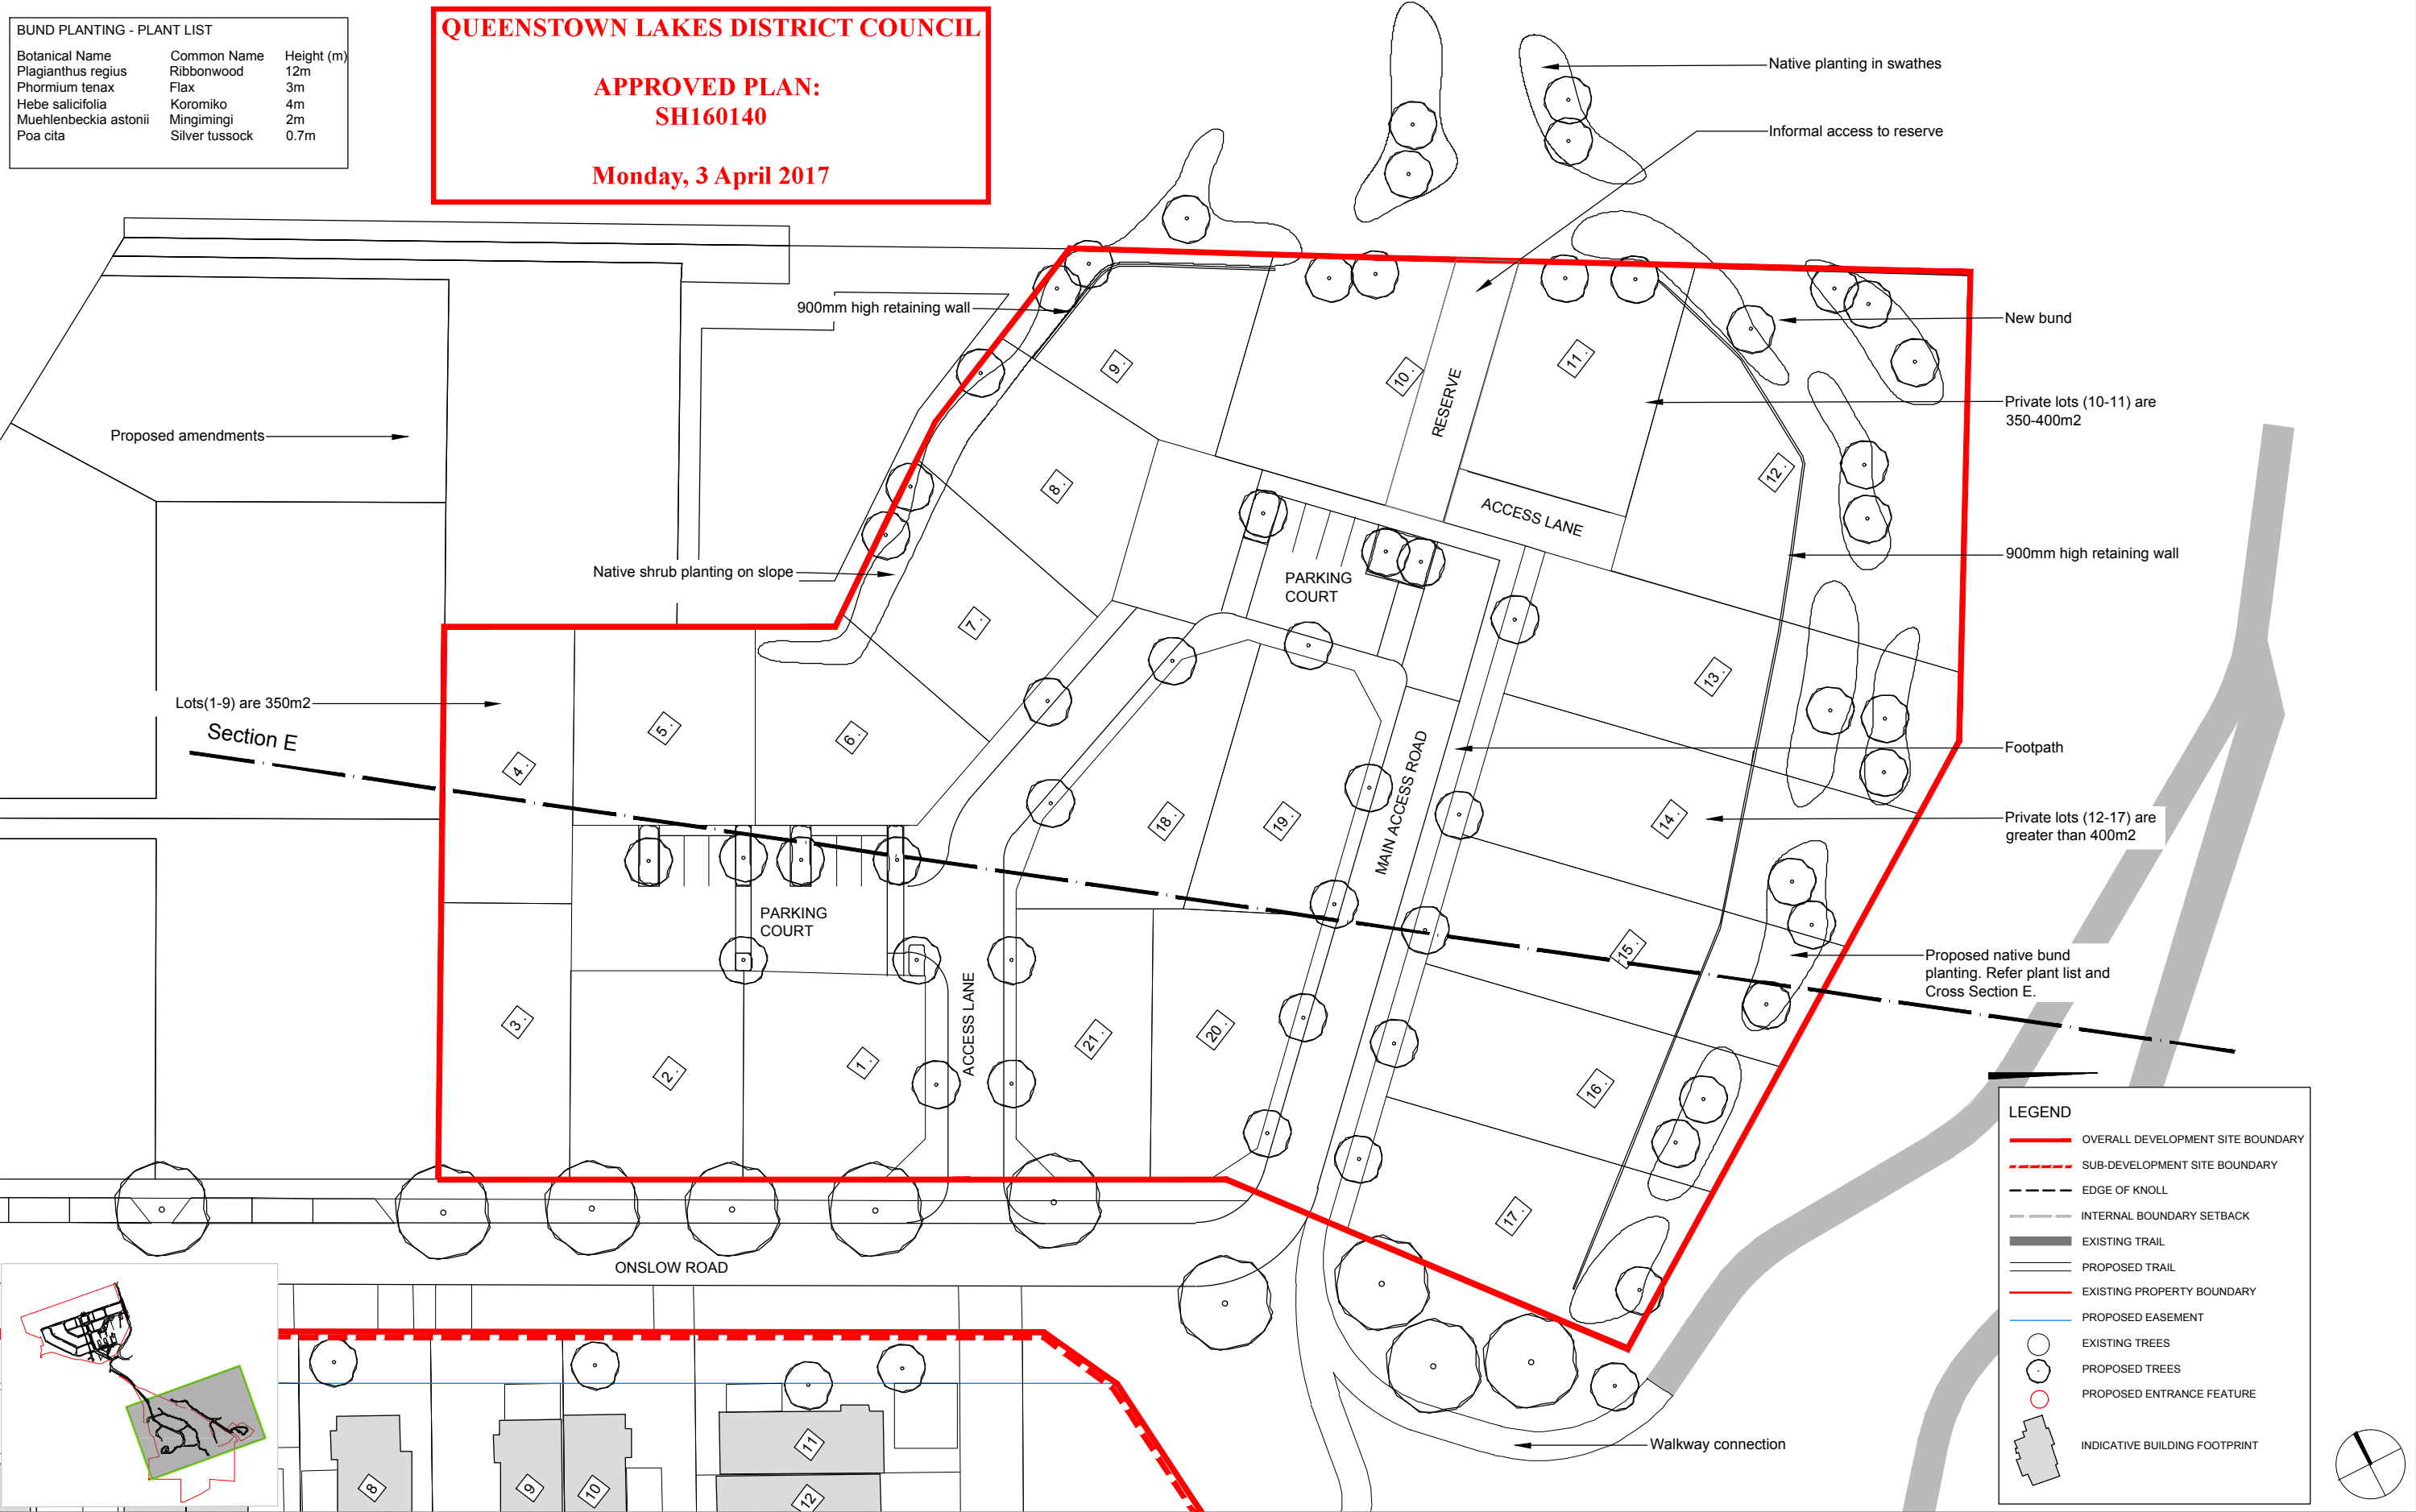 BUND PLANTING - PLANT LIST
Botanical Name Common Name Height (m)
Plagianthus regius Ribbonwood 12m
Phormium tenax Flax 3m
Hebe salicifolia Koromiko 4m
Muehlenbeckia astonii Mingimingi 2m
Poa cita Silver tussock 0.7m
QUEENSTOWN LAKES DISTRICT COUNCIL
APPROVED PLAN:
SH160140
Monday, 3 April 2017
Native planting in swathes
Informal access to reserve
900mm high retaining wall
New bund
9 .
10 .
RESERVE
11 .
Private lots (10-11) are
350-400m2
Proposed amendments
8 .
12 .
ACCESS LANE
900mm high retaining wall
Native shrub planting on slope
PARKING
COURT
7 .
13 .
Lots(1-9) are 350m2
Section E
4 .
5 .
6 .
Footpath
MAIN ACCESS ROAD
18 .
19 .
14 .
Private lots (12-17) are
greater than 400m2
PARKING
COURT
15 .
Proposed native bund
planting. Refer plant list and
Cross Section E.
3 .
2 .
1 .
ACCESS LANE
21 .
20 .
16 .
17 .
ONSLOW ROAD
Walkway connection
8
9
10
11
12
LEGEND
OVERALL DEVELOPMENT SITE BOUNDARY
SUB-DEVELOPMENT SITE BOUNDARY
EDGE OF KNOLL
INTERNAL BOUNDARY SETBACK
EXISTING TRAIL
PROPOSED TRAIL
EXISTING PROPERTY BOUNDARY
PROPOSED EASEMENT
EXISTING TREES
PROPOSED TREES
PROPOSED ENTRANCE FEATURE
INDICATIVE BUILDING FOOTPRINT